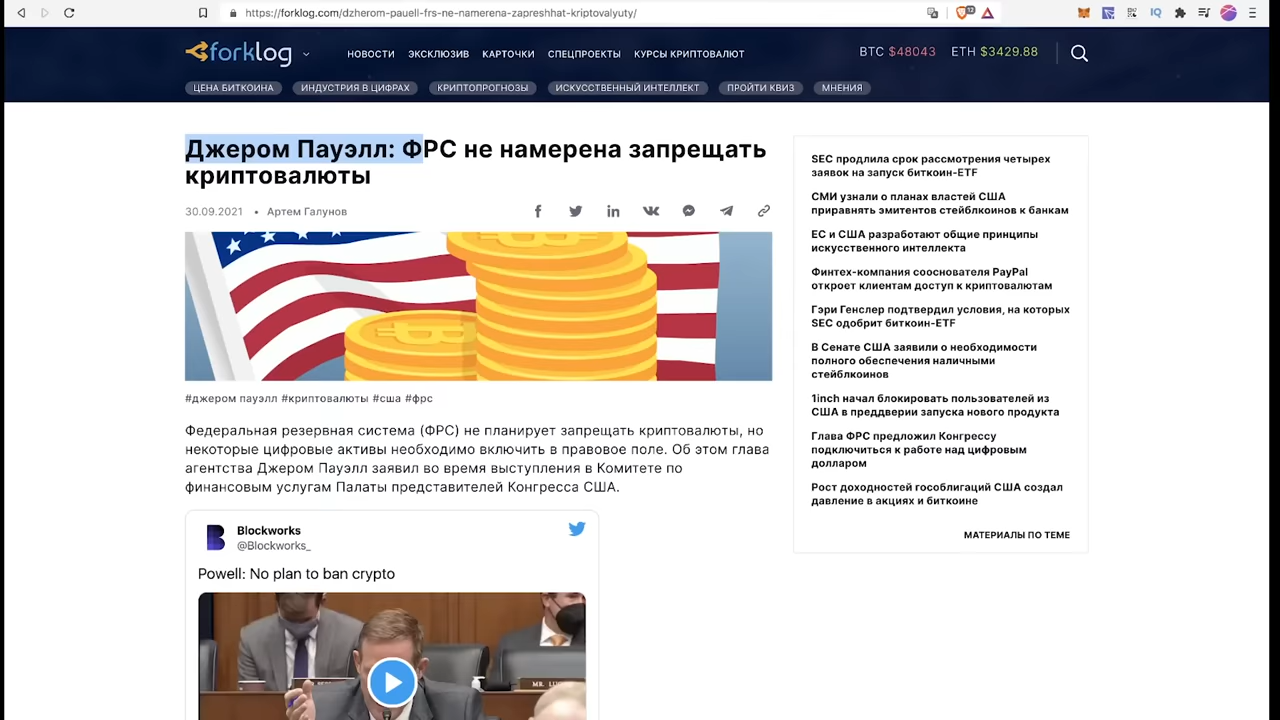 https://forklog.com/dzherom-pauell-frs-ne-namerena-zapreshhat-kriptovalyuty/
13
forklog
НОВОСТИ ЭКСКЛЮЗИВ КАРТОЧКИ СПЕЦПРОЕКТЫ КУРСЫ КРИПТОВАЛЮТ
BTC $48043 ETH $3429.88
ЦЕНА БИТКОИНА ИНДУСТРИЯ В ЦИФРАХ КРИПТОПРОГНОЗЫ ИСКУССТВЕННЫЙ ИНТЕЛЛЕКТ ПРОЙТИ КВИЗ МНЕНИЯ
Джером Пауэлл: ФРС не намерена запрещать
криптовалюты
30.09.2021 • Артем Галунов
#джером пауэлл #криптовалюты #сша #фрс
Федеральная резервная система (ФРС) не планирует запрещать криптовалюты, но
некоторые цифровые активы необходимо включить в правовое поле. Об этом глава
агентства Джером Пауэлл заявил во время выступления в Комитете по
финансовым услугам Палаты представителей Конгресса США.
Blockworks
@Blockworks_
Powell: No plan to ban crypto
SEC продлила срок рассмотрения четырех
заявок на запуск биткоин-ETF
СМИ узнали о планах властей США
приравнять эмитентов стейблкоинов к банкам
ЕС и США разработают общие принципы
искусственного интеллекта
Финтех-компания сооснователя PayPal
откроет клиентам доступ к криптовалютам
Гэри Генслер подтвердил условия, на которых
SEC одобрит биткоин-ETF
В Сенате США заявили о необходимости
полного обеспечения наличными
стейблкоинов
1inch начал блокировать пользователей из
США в преддверии запуска нового продукта
Глава ФРС предложил Конгрессу
подключиться к работе над цифровым
долларом
Рост доходностей гособлигаций США создал
давление в акциях и биткоине
МАТЕРИАЛЫ ПО ТЕМЕ